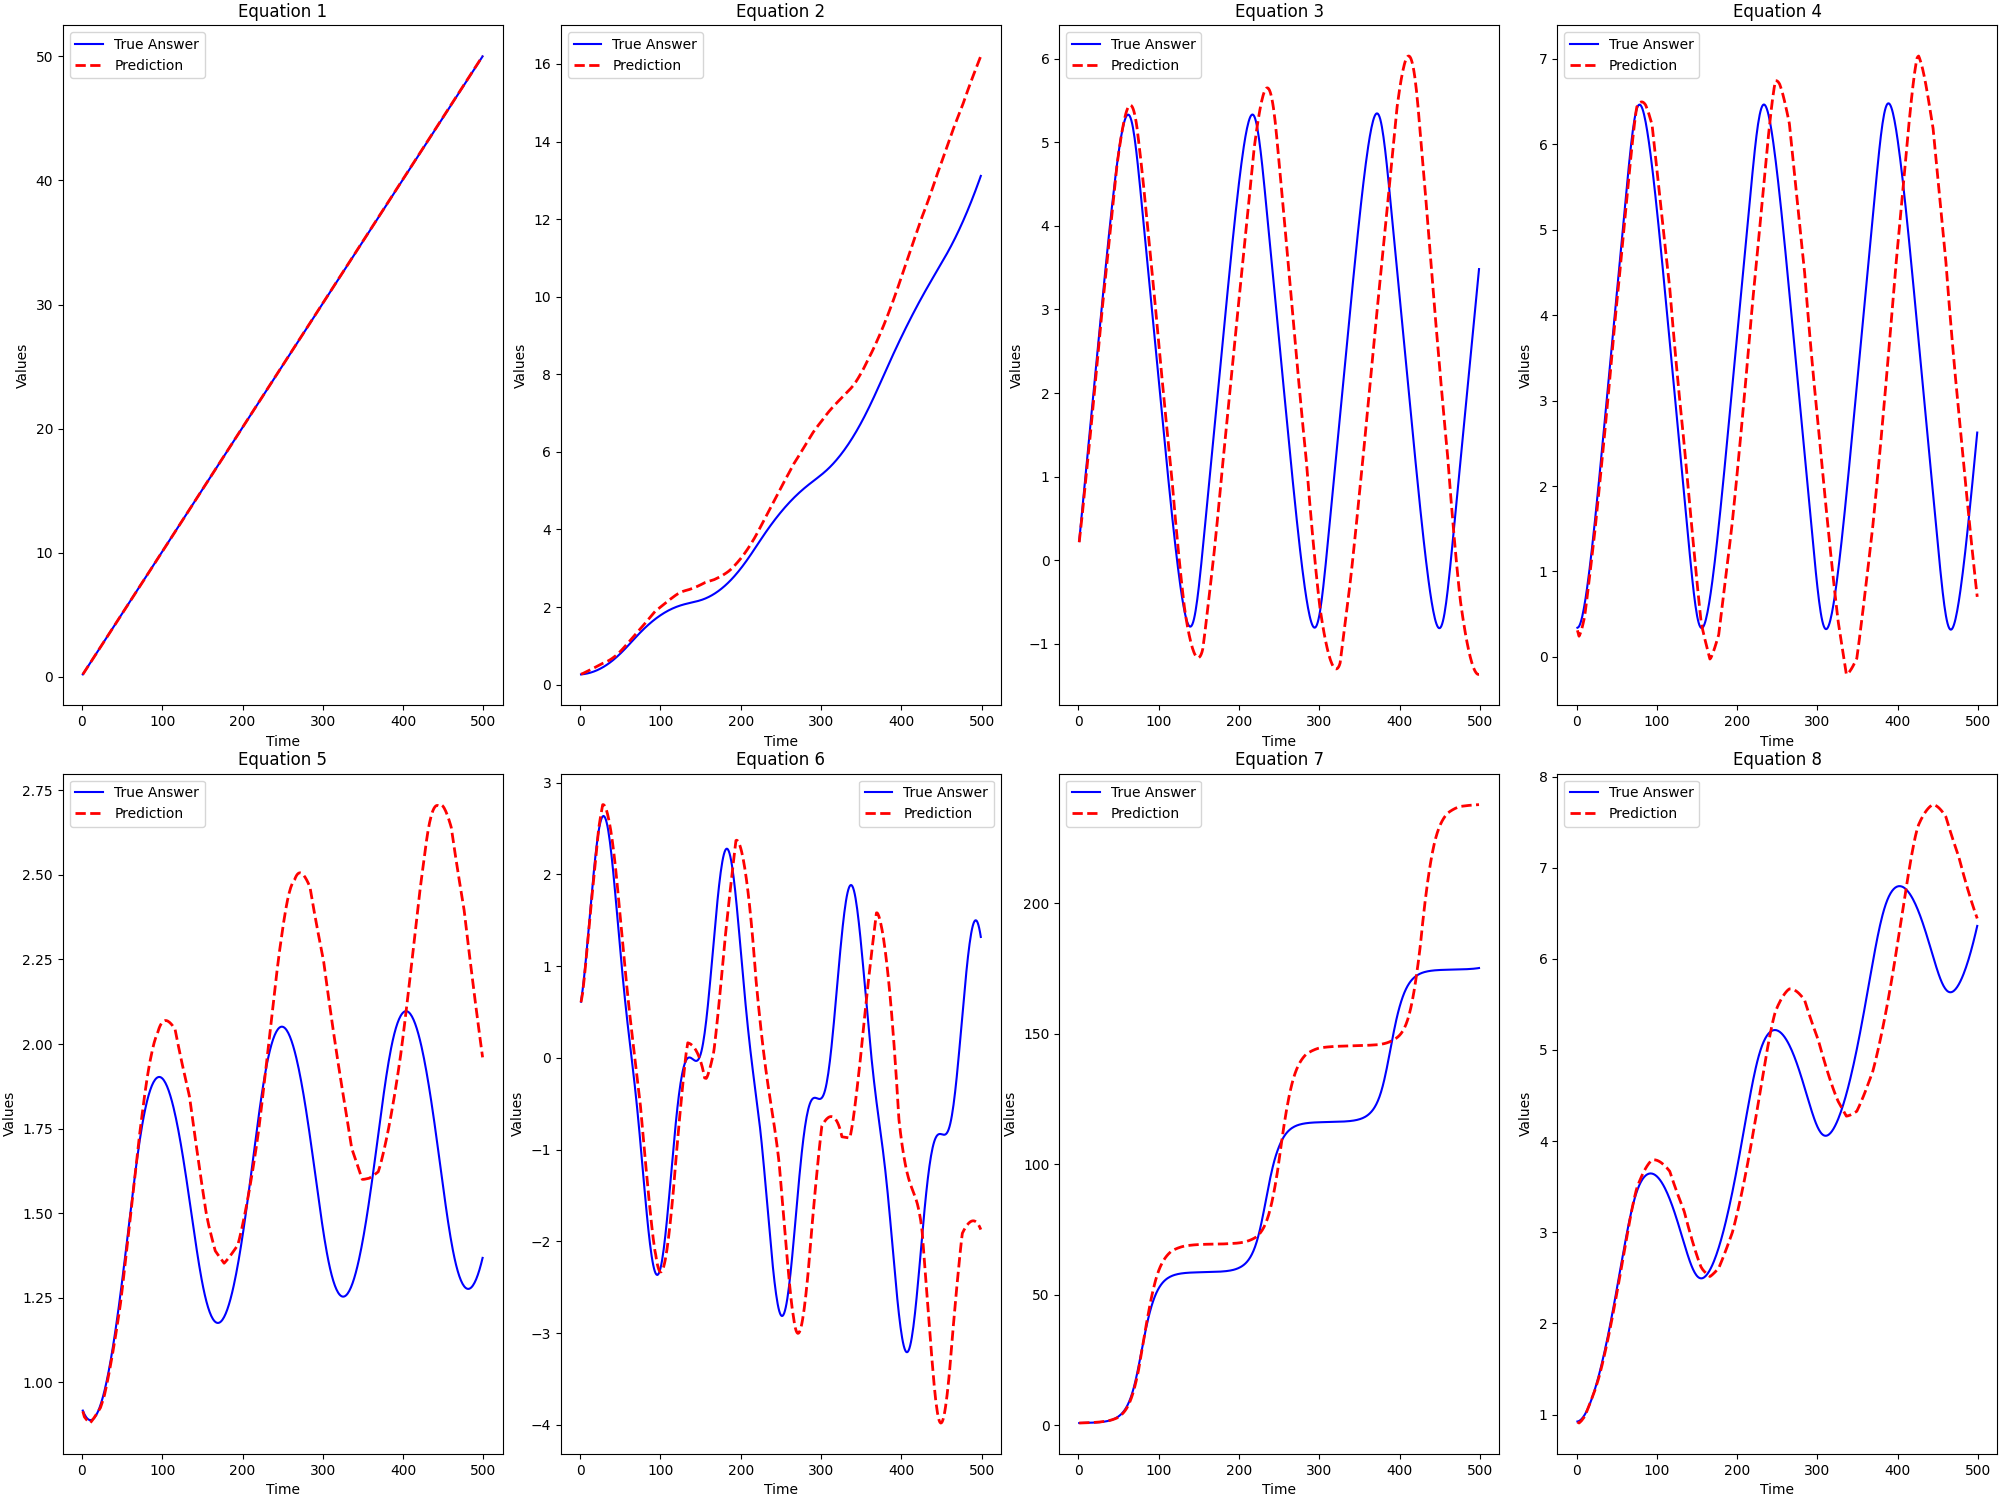 Equation 1
True Answer
Prediction
50
40
30
20
10
0
Values
0 100 200 300 400 500
Time
Equation 2
True Answer
Prediction
16
14
12
10
8
6
4
2
0
Values
0 100 200 300 400 500
Time
Equation 3
True Answer
Prediction
6
5
4
3
2
1
0
−1
Values
0 100 200 300 400 500
Time
Equation 4
True Answer
Prediction
7
6
5
4
3
2
1
0
Values
0 100 200 300 400 500
Time
Equation 5
True Answer
Prediction
2.75
2.50
2.25
2.00
1.75
1.50
1.25
1.00
Values
0 100 200 300 400 500
Time
Equation 6
True Answer
Prediction
3
2
1
0
−1
−2
−3
−4
Values
0 100 200 300 400 500
Time
Equation 7
True Answer
Prediction
200
150
100
50
0
Values
0 100 200 300 400 500
Time
Equation 8
True Answer
Prediction
8
7
6
5
4
3
2
1
Values
0 100 200 300 400 500
Time